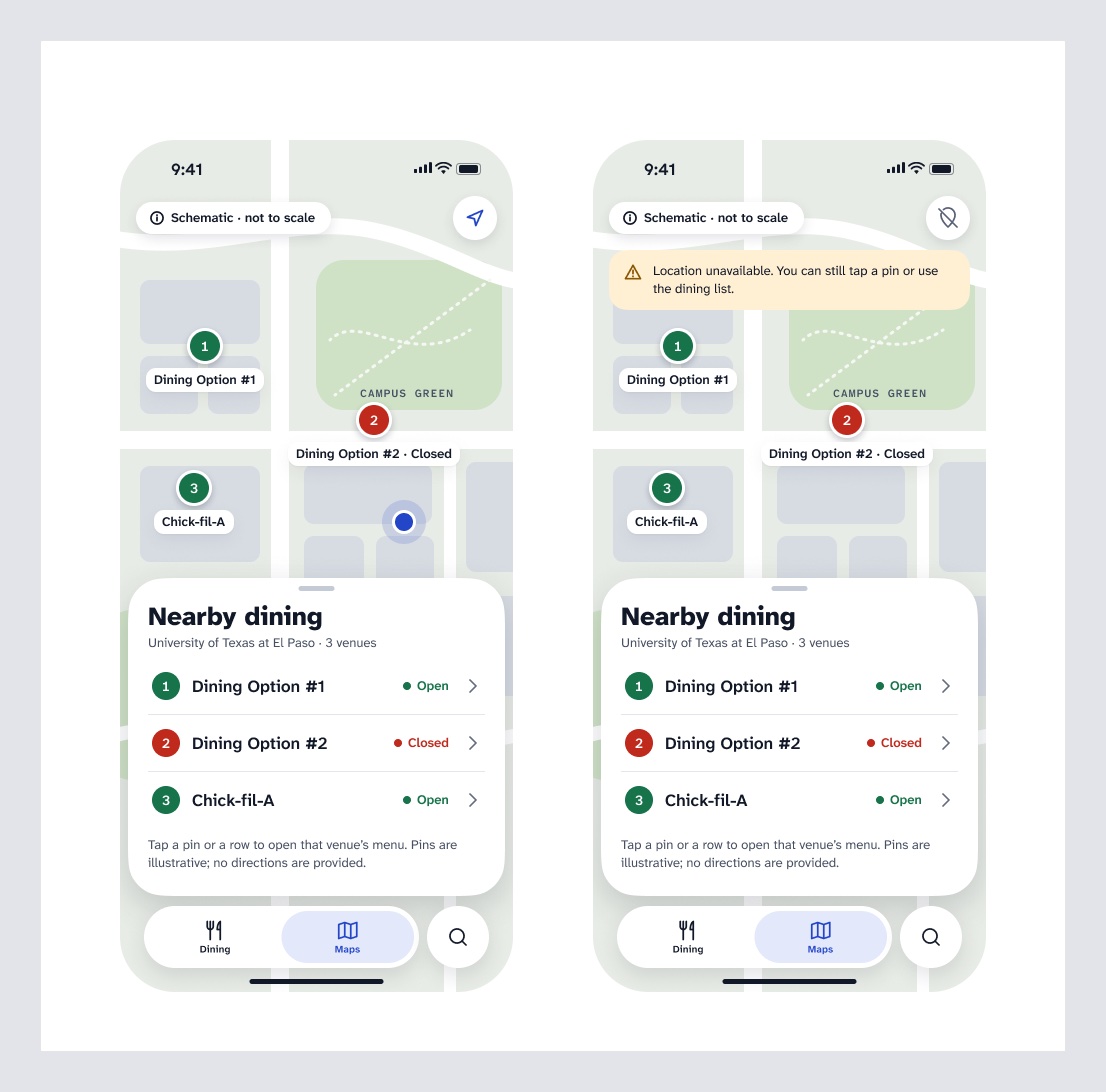 9:41
Schematic · not to scale
1
Dining Option #1
CAMPUS GREEN
2
Dining Option #2 · Closed
3
Chick-fil-A
Nearby dining
University of Texas at El Paso · 3 venues
1 Dining Option #1 Open
2 Dining Option #2 Closed
3 Chick-fil-A Open
Tap a pin or a row to open that venue’s menu. Pins are
illustrative; no directions are provided.
Dining Maps
9:41
Schematic · not to scale
Location unavailable. You can still tap a pin or use
the dining list.
1
Dining Option #1
CAMPUS GREEN
2
Dining Option #2 · Closed
3
Chick-fil-A
Nearby dining
University of Texas at El Paso · 3 venues
1 Dining Option #1 Open
2 Dining Option #2 Closed
3 Chick-fil-A Open
Tap a pin or a row to open that venue’s menu. Pins are
illustrative; no directions are provided.
Dining Maps